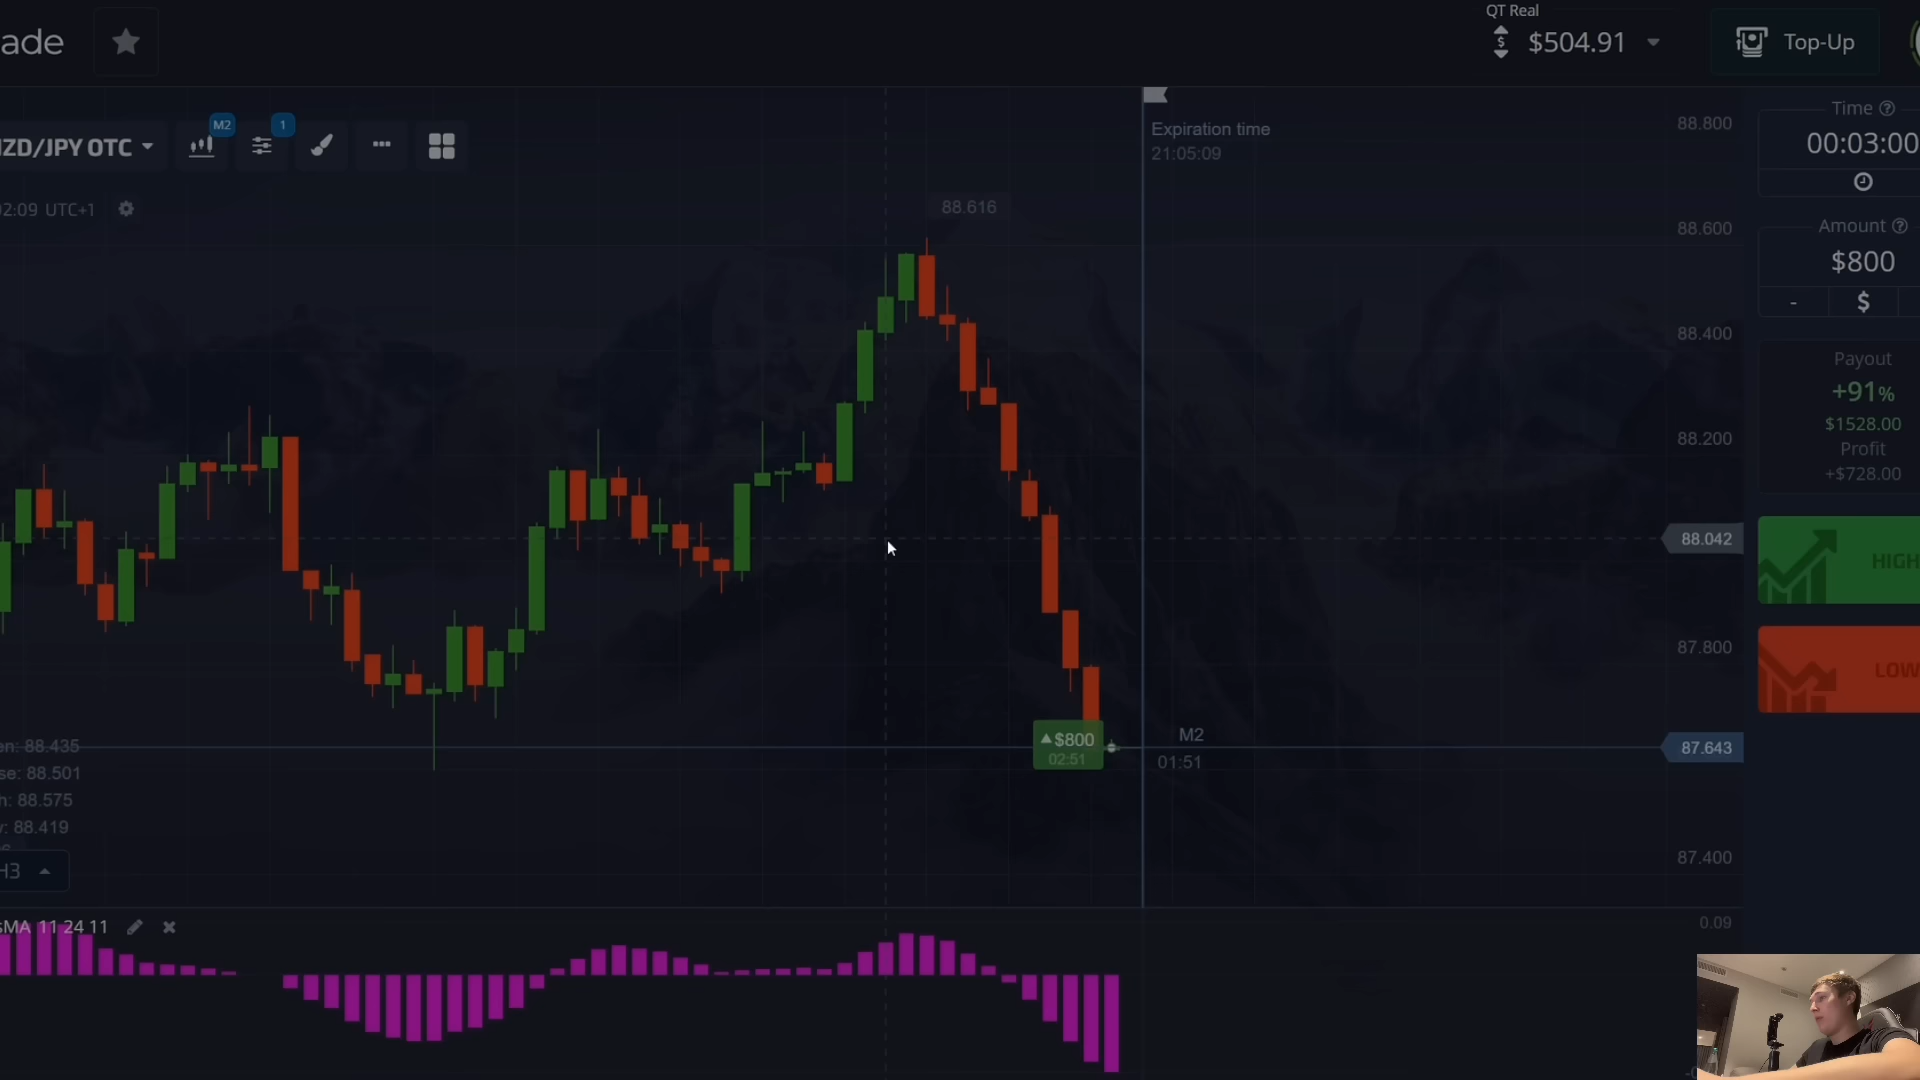 ade
QT Real
$504.91
Top-Up
ZD/JPY OTC
M2
1
2:09 UTC+1
Expiration time
21:05:09
88.616
88.800
88.600
88.400
88.200
88.042
87.800
87.643
87.400
Time
00:03:00
Amount
$800
-
$
Payout
+91%
$1528.00
Profit
+$728.00
HIGH
LOW
$800
02:51
M2
01:51
en: 88.435
se: 88.501
h: 88.575
: 88.419
H3
MA 11 24 11
0.09